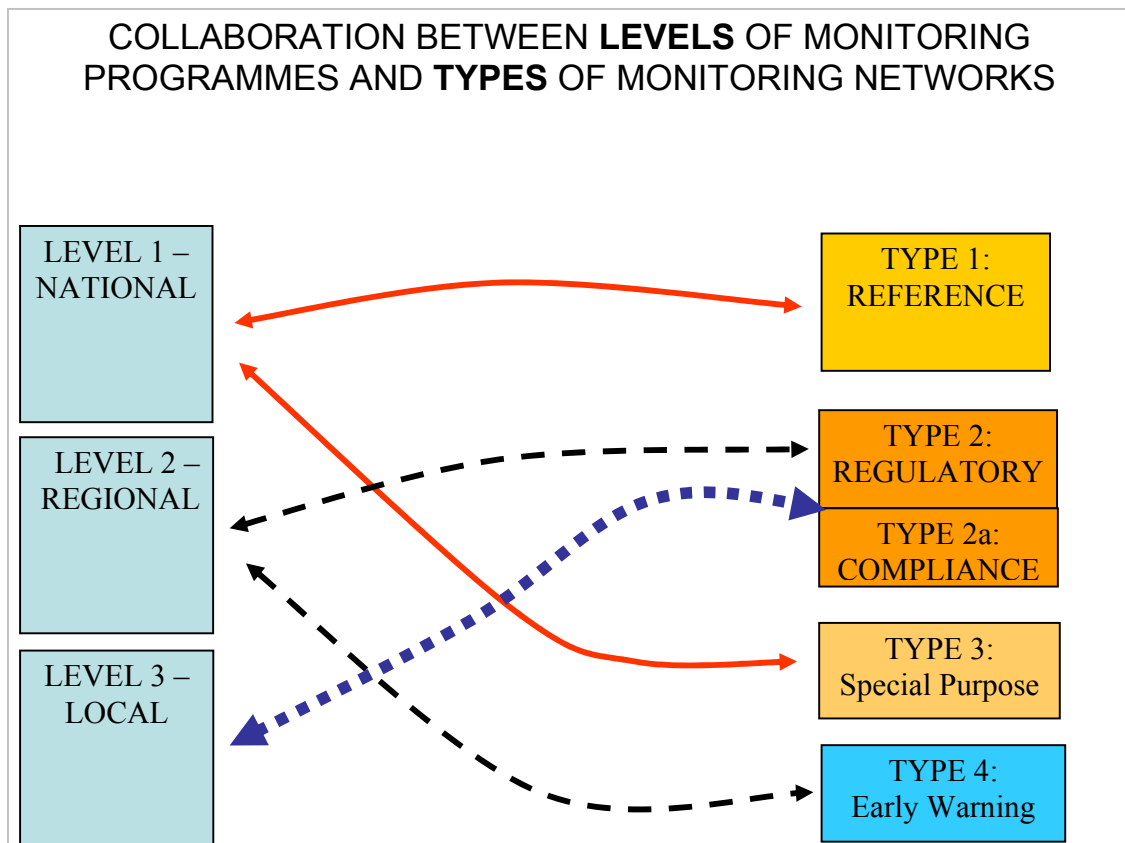 COLLABORATION BETWEEN LEVELS OF MONITORING
PROGRAMMES AND TYPES OF MONITORING NETWORKS
LEVEL 1 –
NATIONAL
LEVEL 2 –
REGIONAL
LEVEL 3 –
LOCAL
TYPE 1:
REFERENCE
TYPE 2:
REGULATORY
TYPE 2a:
COMPLIANCE
TYPE 3:
Special Purpose
TYPE 4:
Early Warning